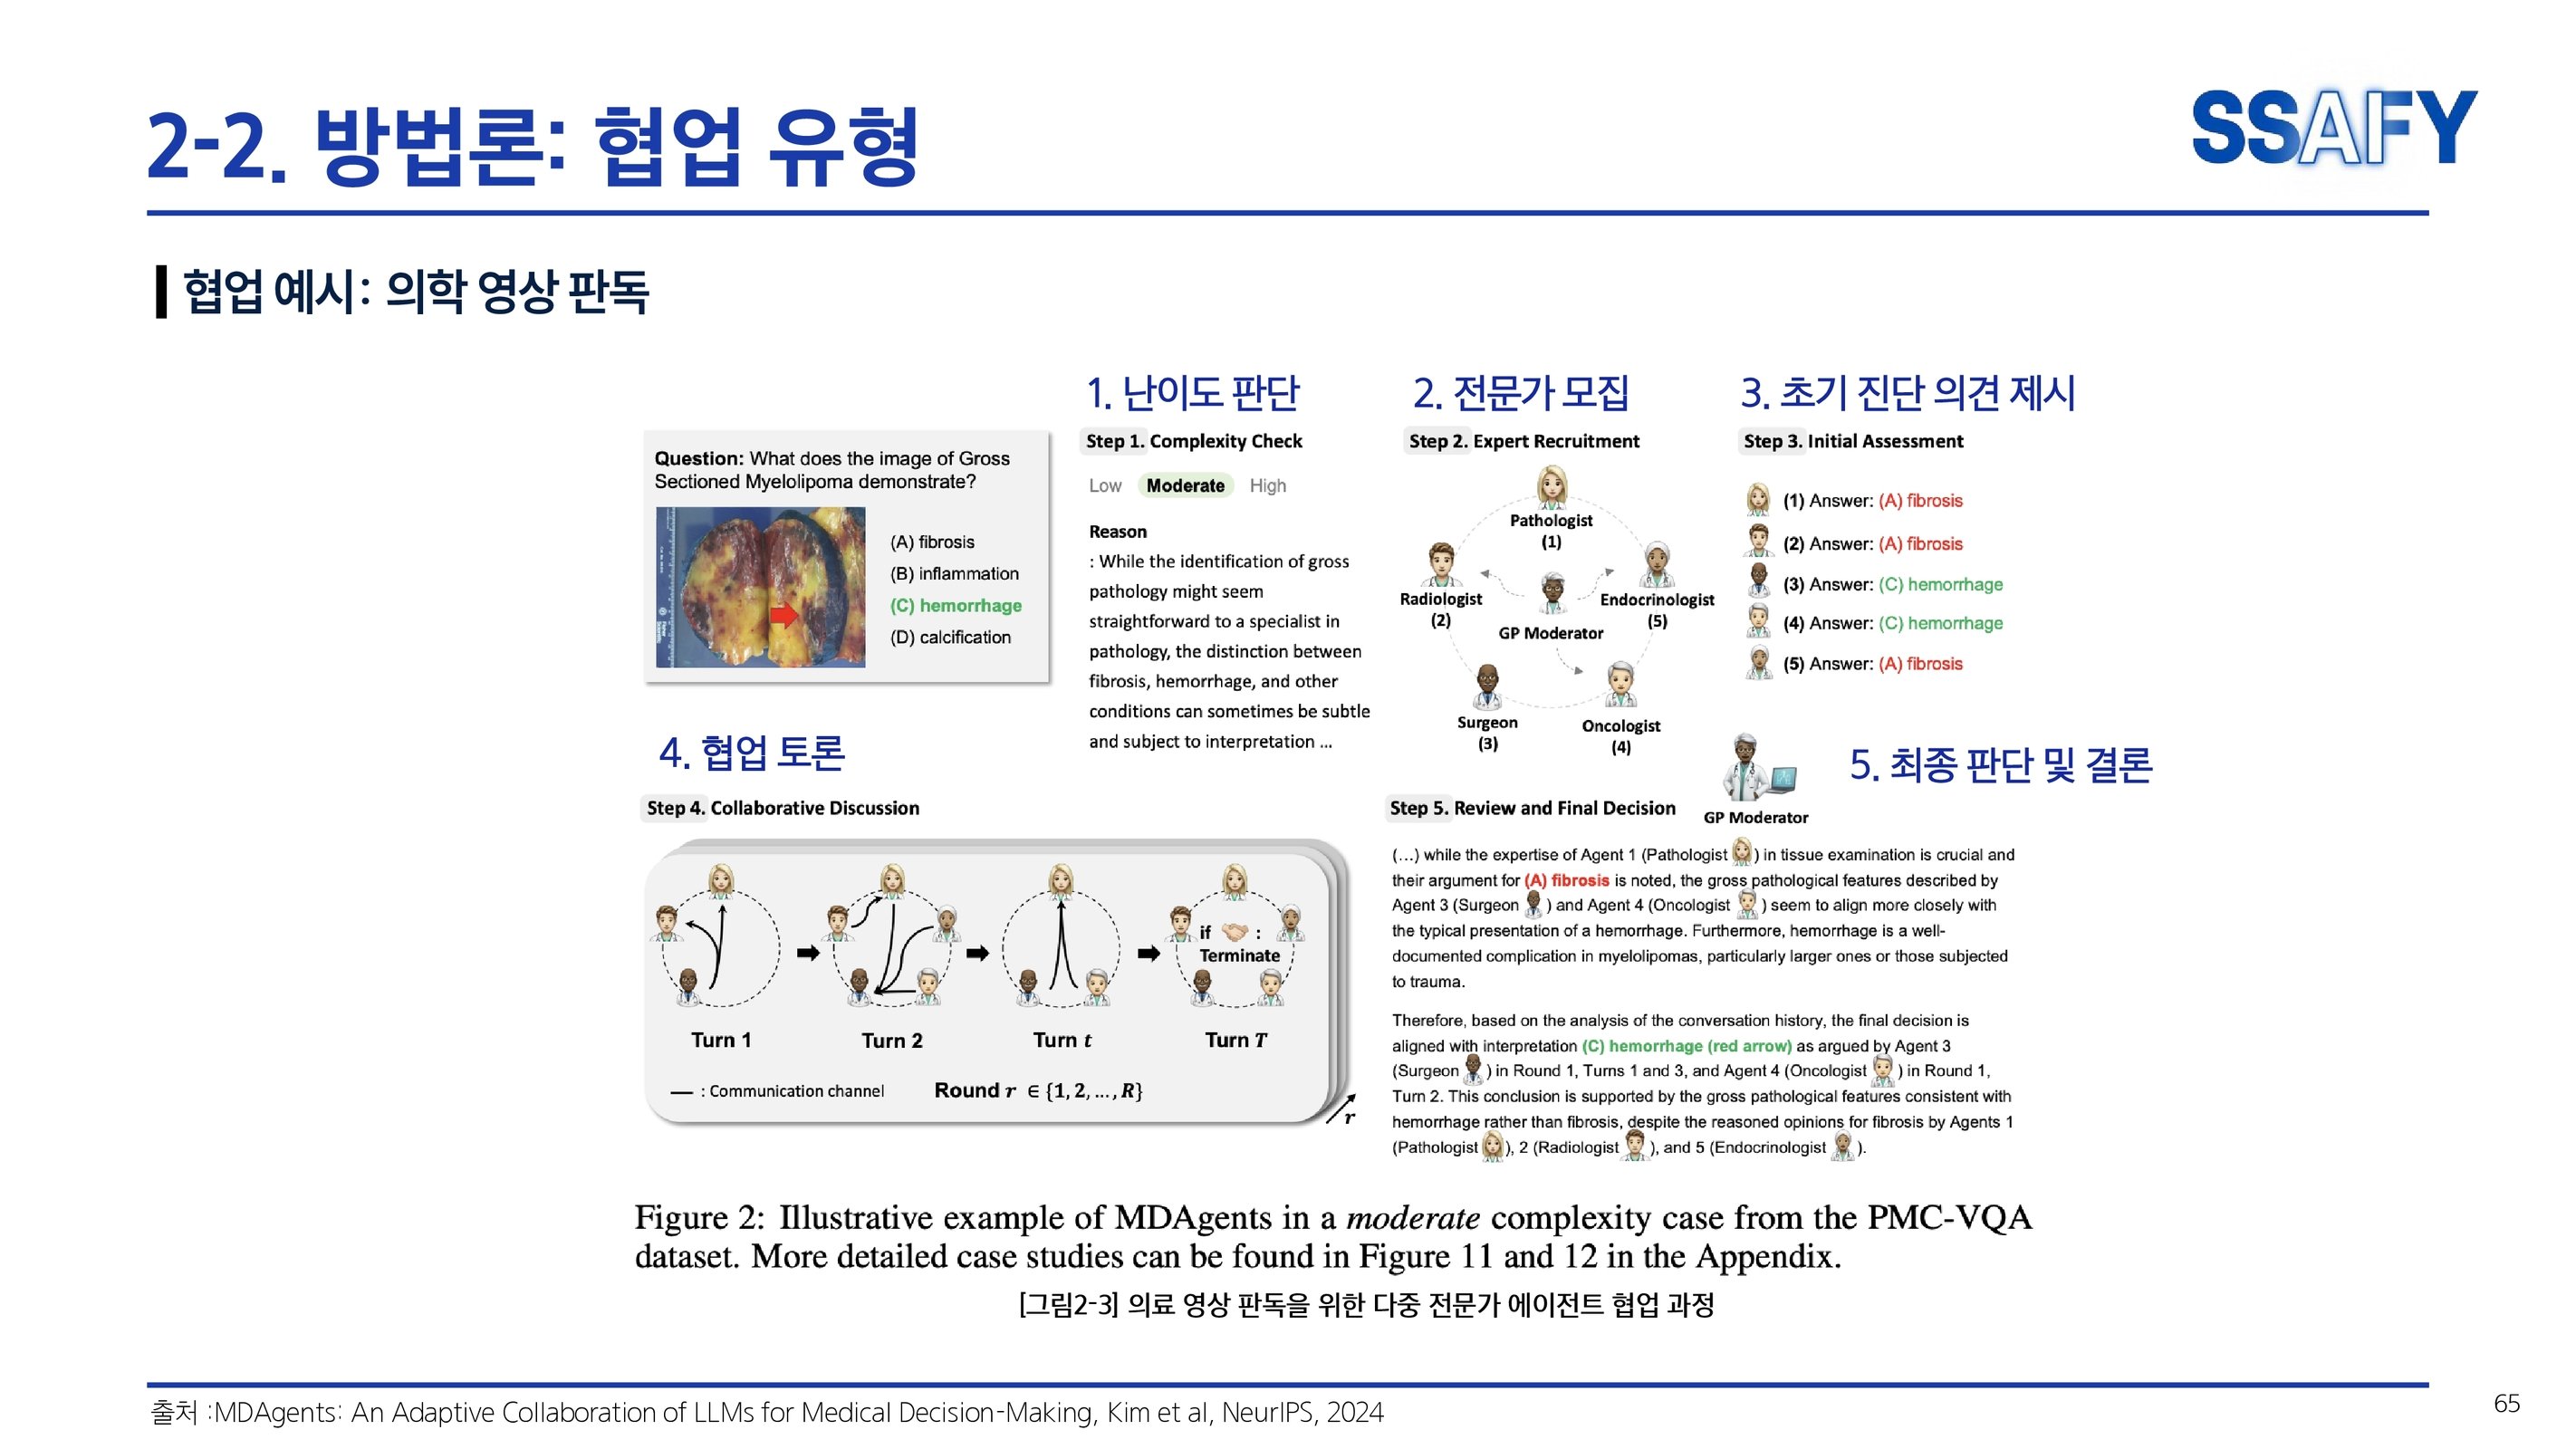 2-2. 방법론: 협업 유형
SSAFY
협업 예시: 의학 영상 판독
1. 난이도 판단
2. 전문가 모집
3. 초기 진단 의견 제시
Question: What does the image of Gross
Sectioned Myelolipoma demonstrate?
(A) fibrosis
(B) inflammation
(C) hemorrhage
(D) calcification
Step 1. Complexity Check
Low Moderate High
Reason
: While the identification of gross
pathology might seem
straightforward to a specialist in
pathology, the distinction between
fibrosis, hemorrhage, and other
conditions can sometimes be subtle
and subject to interpretation ...
Step 2. Expert Recruitment
Pathologist
(1)
Radiologist
(2)
Endocrinologist
(5)
GP Moderator
Surgeon
(3)
Oncologist
(4)
Step 3. Initial Assessment
(1) Answer: (A) fibrosis
(2) Answer: (A) fibrosis
(3) Answer: (C) hemorrhage
(4) Answer: (C) hemorrhage
(5) Answer: (A) fibrosis
4. 협업 토론
Step 4. Collaborative Discussion
if :
Terminate
Turn 1
Turn 2
Turn t
Turn T
: Communication channel
Round r ∈ {1, 2, ..., R}
r
5. 최종 판단 및 결론
Step 5. Review and Final Decision
GP Moderator
(...) while the expertise of Agent 1 (Pathologist ) in tissue examination is crucial and
their argument for (A) fibrosis is noted, the gross pathological features described by
Agent 3 (Surgeon ) and Agent 4 (Oncologist ) seem to align more closely with
the typical presentation of a hemorrhage. Furthermore, hemorrhage is a well-
documented complication in myelolipomas, particularly larger ones or those subjected
to trauma.
Therefore, based on the analysis of the conversation history, the final decision is
aligned with interpretation (C) hemorrhage (red arrow) as argued by Agent 3
(Surgeon ) in Round 1, Turns 1 and 3, and Agent 4 (Oncologist ) in Round 1,
Turn 2. This conclusion is supported by the gross pathological features consistent with
hemorrhage rather than fibrosis, despite the reasoned opinions for fibrosis by Agents 1
(Pathologist ), 2 (Radiologist ), and 5 (Endocrinologist ).
Figure 2: Illustrative example of MDAgents in a moderate complexity case from the PMC-VQA
dataset. More detailed case studies can be found in Figure 11 and 12 in the Appendix.
[그림2-3] 의료 영상 판독을 위한 다중 전문가 에이전트 협업 과정
출처 :MDAgents: An Adaptive Collaboration of LLMs for Medical Decision-Making, Kim et al, NeurIPS, 2024
65